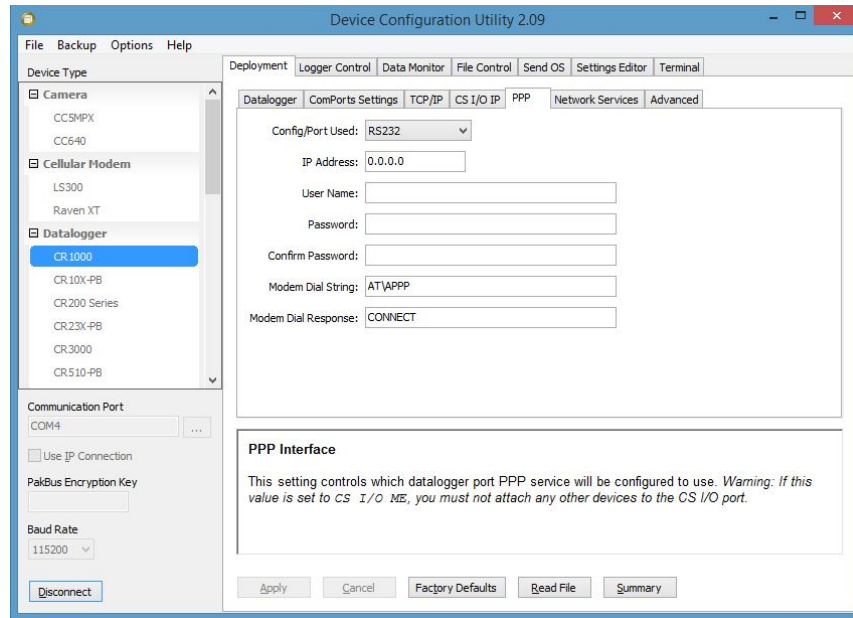 Device Configuration Utility 2.09
File Backup Options Help
Device Type
Camera
CC5MPX
CC640
Cellular Modem
LS300
Raven XT
Datalogger
CR1000
CR10X-PB
CR200 Series
CR23X-PB
CR3000
CR510-PB
Communication Port
COM4
...
Use IP Connection
PakBus Encryption Key
Baud Rate
115200
Disconnect
Deployment Logger Control Data Monitor File Control Send OS Settings Editor Terminal
Datalogger ComPorts Settings TCP/IP CS I/O IP PPP Network Services Advanced
Config/Port Used: RS232
IP Address: 0.0.0.0
User Name:
Password:
Confirm Password:
Modem Dial String: AT\APPP
Modem Dial Response: CONNECT
PPP Interface
This setting controls which datalogger port PPP service will be configured to use. Warning: If this
value is set to CS I/O ME, you must not attach any other devices to the CS I/O port.
Apply Cancel Factory Defaults Read File Summary